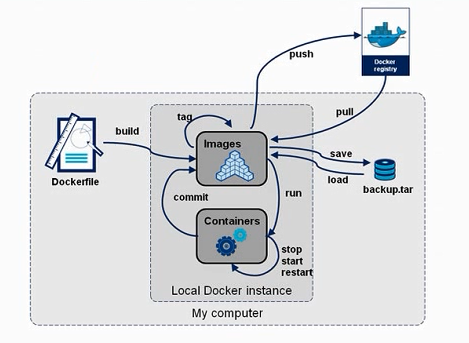 push
Docker
registry
pull
tag
build
Images
save
load
Dockerfile
backup.tar
commit
run
Containers
stop
start
restart
Local Docker instance
My computer